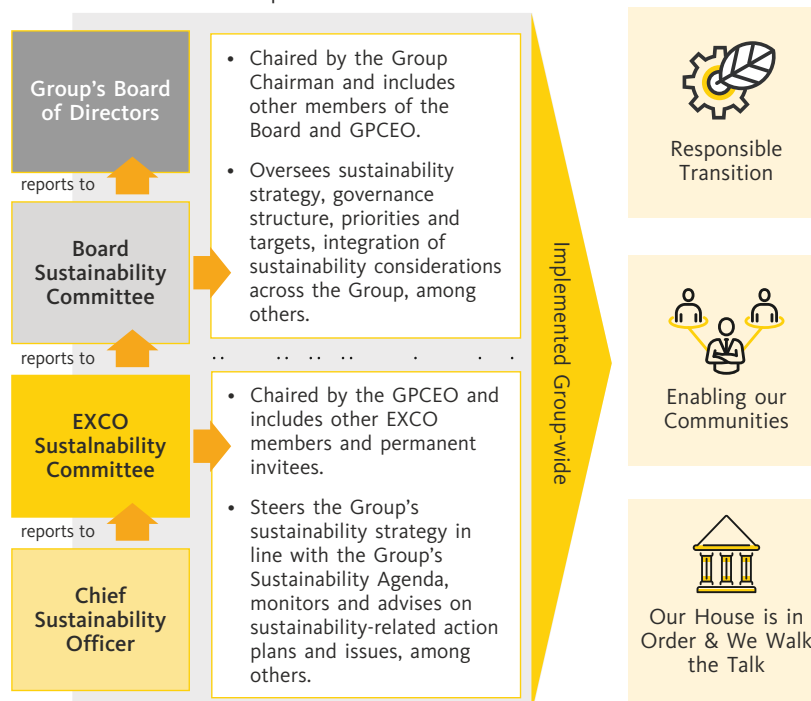 Group's Board
of Directors
reports to
Board
Sustainability
Committee
reports to
EXCO
Sustalnability
Committee
reports to
Chief
Sustainability
Officer
• Chaired by the Group
Chairman and includes
other members of the
Board and GPCEO.
• Oversees sustainability
strategy, governance
structure, priorities and
targets, integration of
sustainability considerations
across the Group, among
others.
• Chaired by the GPCEO and
includes other EXCO
members and permanent
invitees.
• Steers the Group's
sustainability strategy in
line with the Group's
Sustainability Agenda,
monitors and advises on
sustainability-related action
plans and issues, among
others.
Implemented Group-wide
Responsible
Transition
Enabling our
Communities
Our House is in
Order & We Walk
the Talk